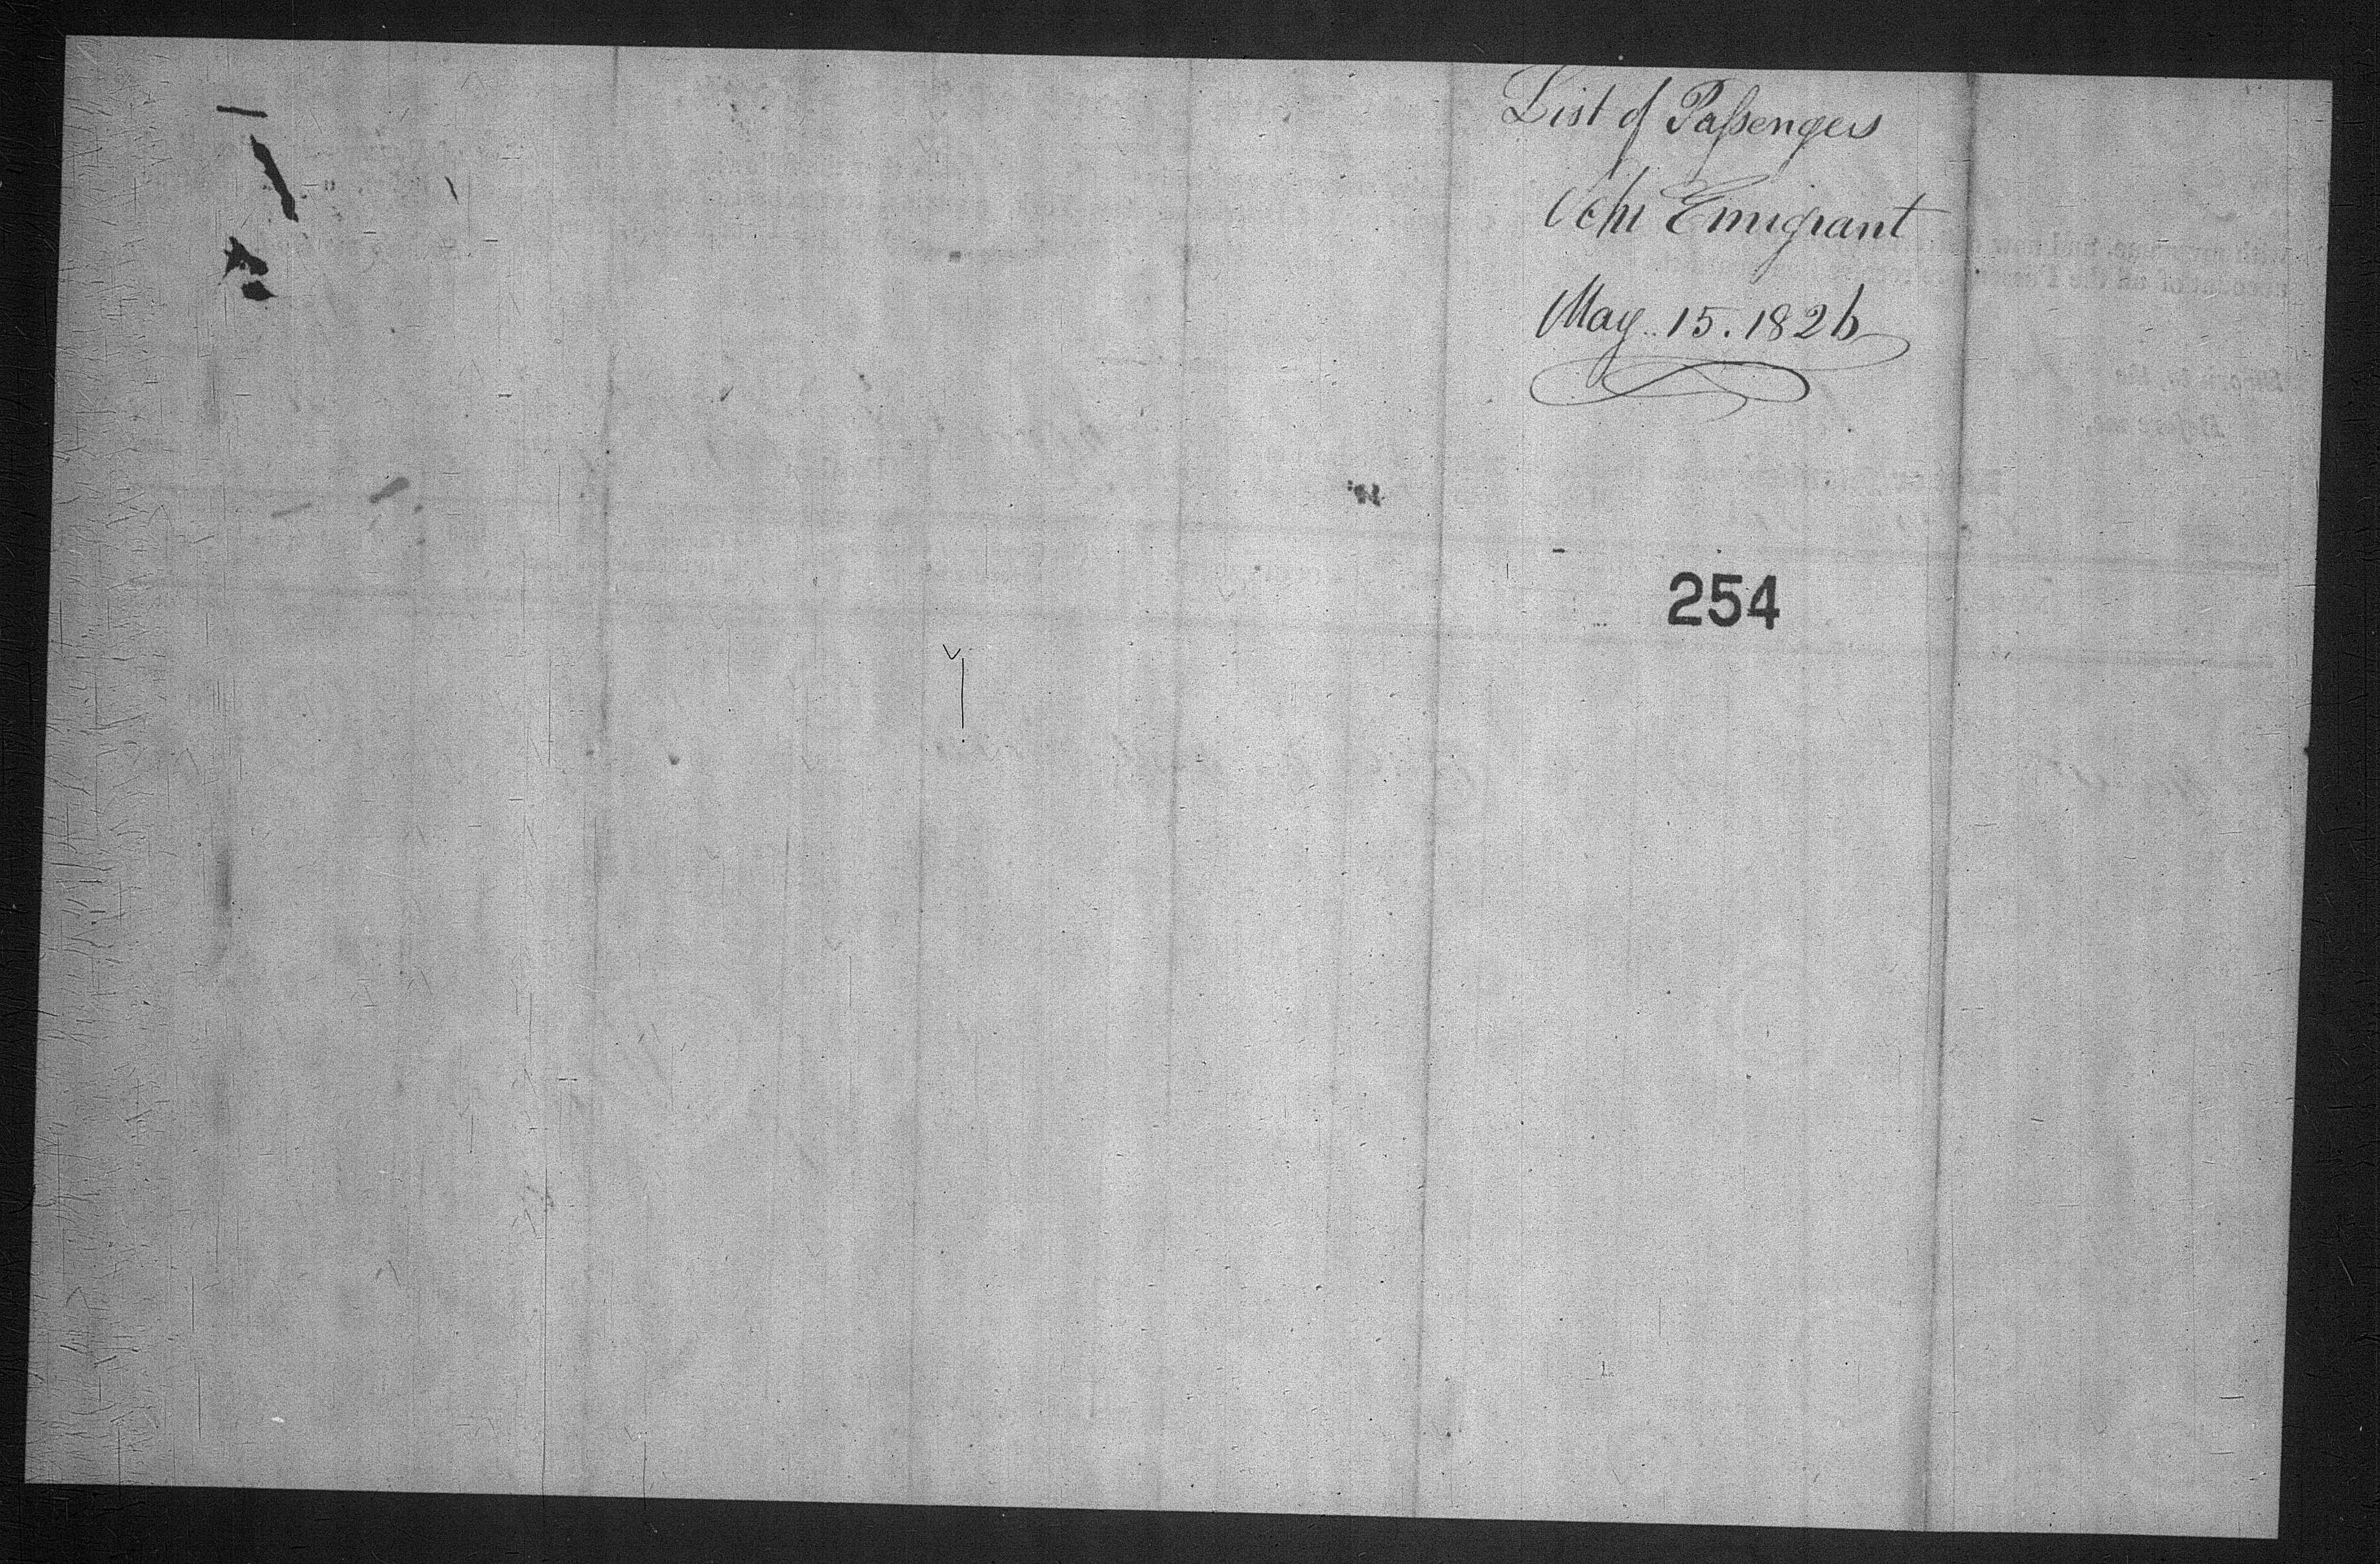 List of Passengers
Schr Emigrant
May 15. 1826
254